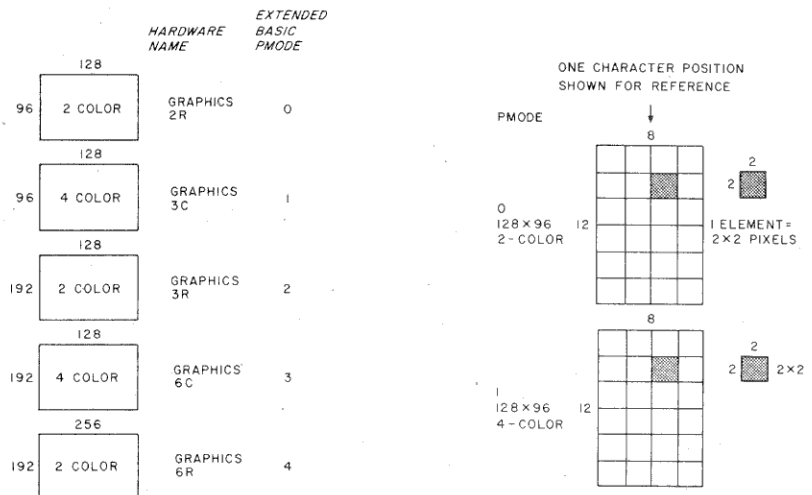 HARDWARE
NAME
EXTENDED
BASIC
PMODE
128
96
2 COLOR
GRAPHICS
2R
0
128
96
4 COLOR
GRAPHICS
3C
1
128
192
2 COLOR
GRAPHICS
3R
2
128
192
4 COLOR
GRAPHICS
6C
3
256
192
2 COLOR
GRAPHICS
6R
4
ONE CHARACTER POSITION
SHOWN FOR REFERENCE
PMODE
8
0
128×96
2-COLOR
12
2
2
1 ELEMENT=
2×2 PIXELS
8
1
128×96
4-COLOR
12
2
2
2×2